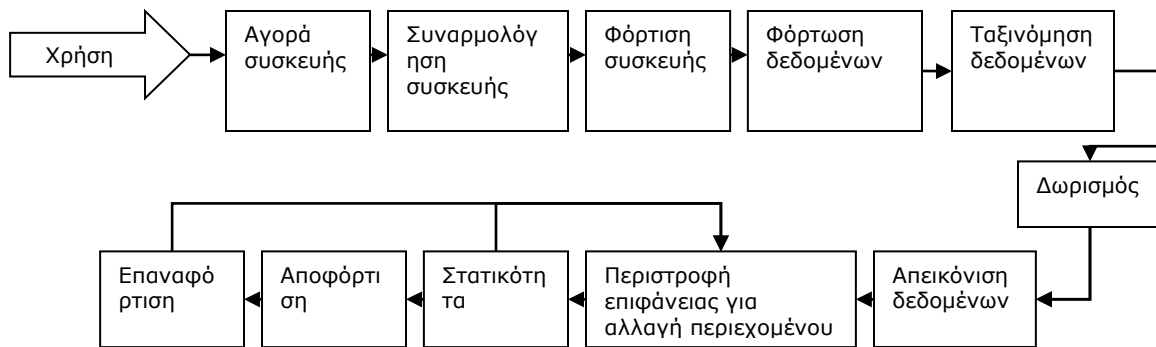 Χρήση
Αγορά
συσκευής
Συναρμολόγ
ηση
συσκευής
Φόρτιση
συσκευής
Φόρτωση
δεδομένων
Ταξινόμηση
δεδομένων
Δωρισμός
Απεικόνιση
δεδομένων
Περιστροφή
επιφάνειας για
αλλαγή περιεχομένου
Στατικότη
τα
Αποφόρτι
ση
Επαναφό
ρτιση